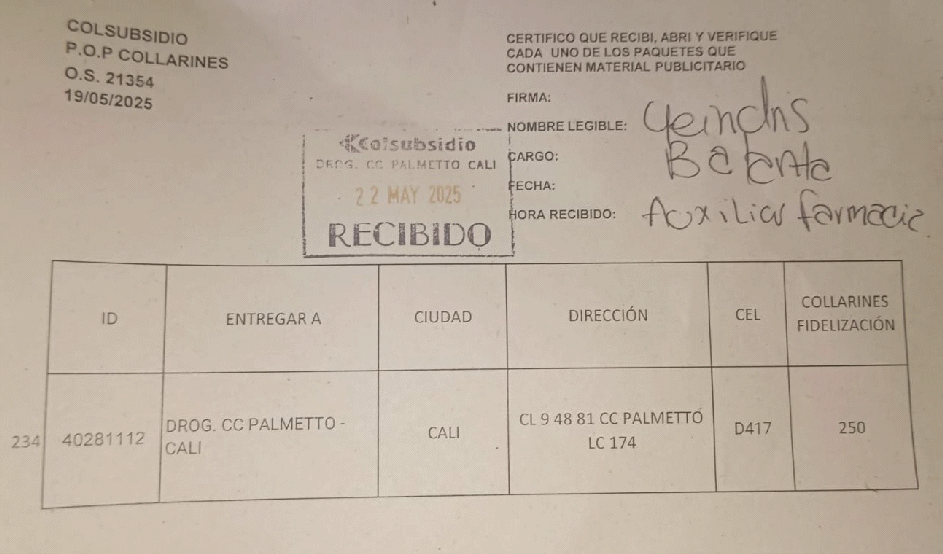 COLSUBSIDIO
P.O.P COLLARINES
O.S. 21354
19/05/2025
CERTIFICO QUE RECIBI, ABRI Y VERIFIQUE
CADA UNO DE LOS PAQUETES QUE
CONTIENEN MATERIAL PUBLICITARIO
FIRMA:
NOMBRE LEGIBLE:
CARGO:
FECHA:
HORA RECIBIDO: Auxiliar farmacia
Colsubsidio
DROG. CC PALMETTO CALI
22 MAY 2025
RECIBIDO
ID ENTREGAR A CIUDAD DIRECCIÓN CEL COLLARINES
FIDELIZACIÓN
234 40281112 DROG. CC PALMETTO - CALI D417 250
CALI
CL 9 48 81 CC PALMETTO
LC 174